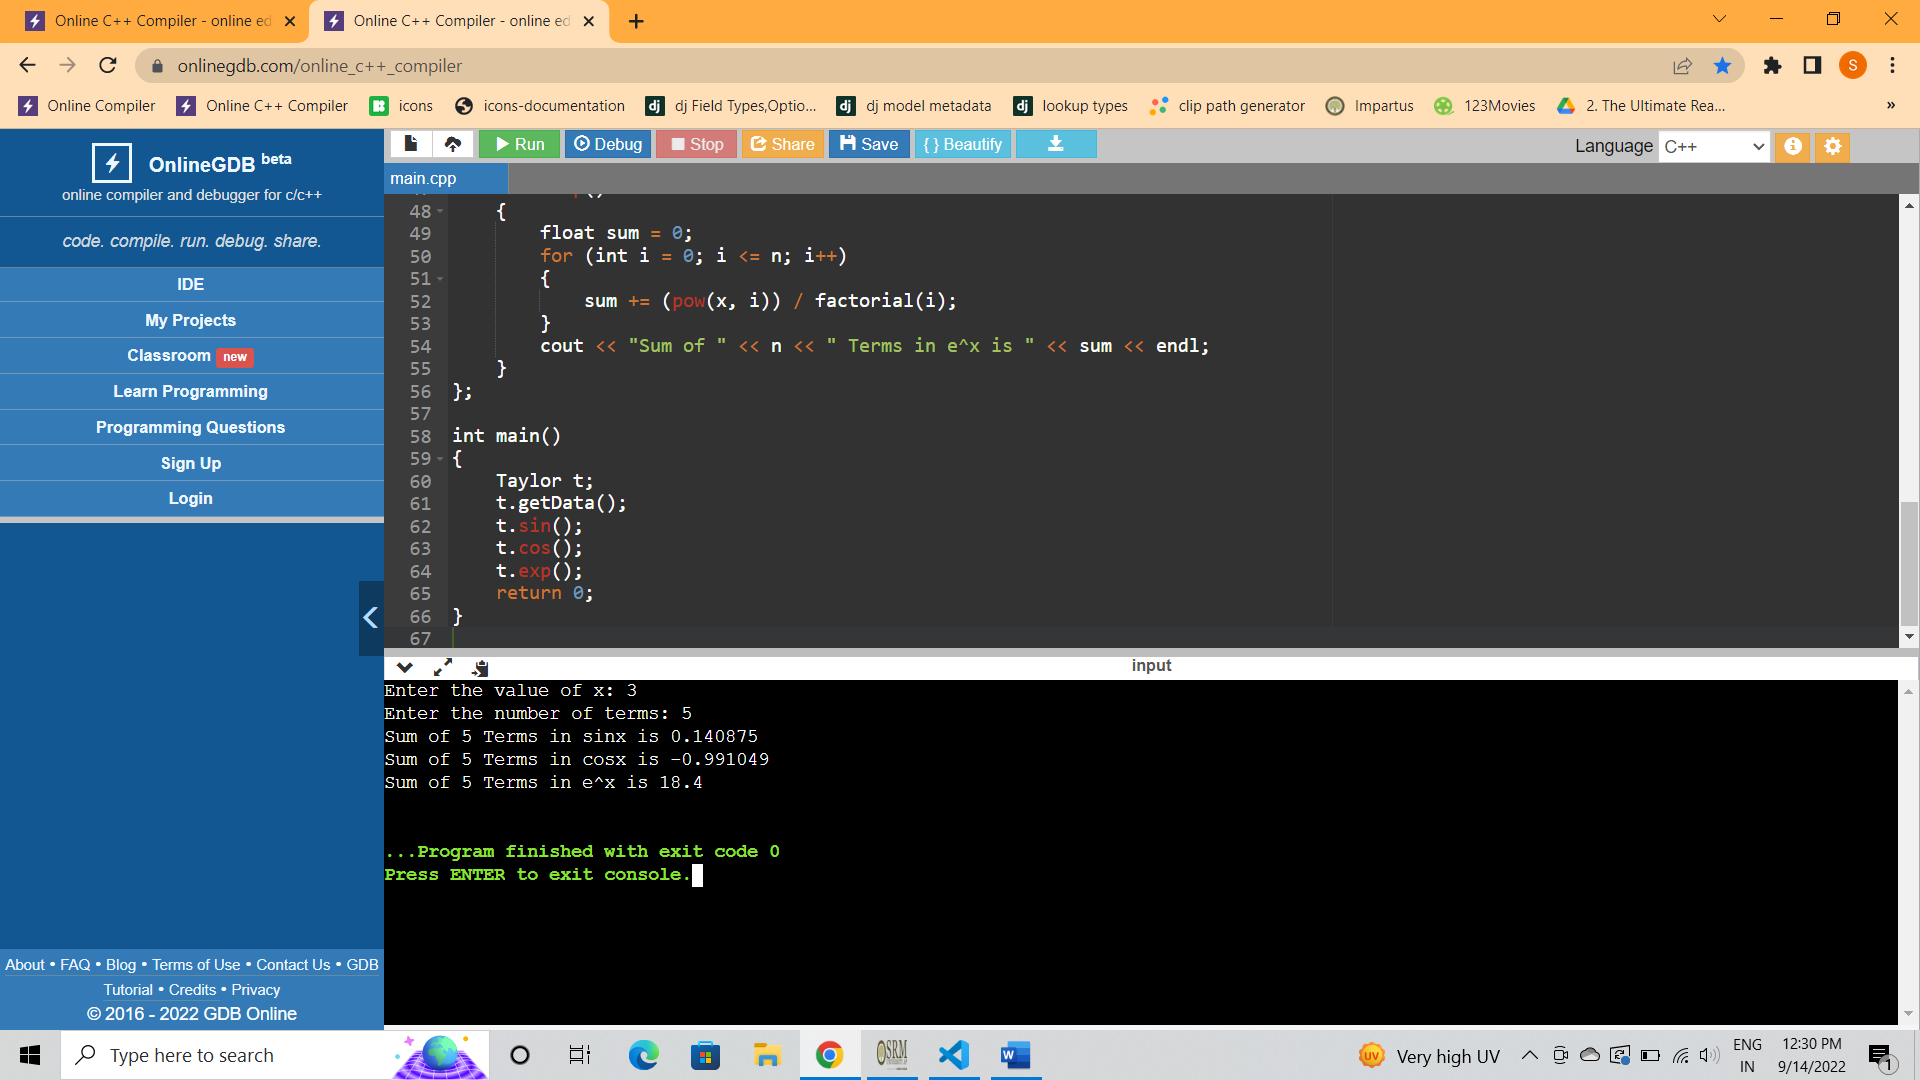 Online C++ Compiler - online ed
Online C++ Compiler - online ed
onlinegdb.com/online_c++_compiler
S
Online Compiler
Online C++ Compiler
icons
icons-documentation
dj Field Types,Optio...
dj model metadata
lookup types
clip path generator
Impartus
123Movies
2. The Ultimate Rea...
»
OnlineGDB beta
online compiler and debugger for c/c++
code. compile. run. debug. share.
IDE
My Projects
Classroom new
Learn Programming
Programming Questions
Sign Up
Login
About • FAQ • Blog • Terms of Use • Contact Us • GDB
Tutorial • Credits • Privacy
© 2016 - 2022 GDB Online
Run
Debug
Stop
Share
Save
{ } Beautify
Language C++
main.cpp
48 {
49 float sum = 0;
50 for (int i = 0; i <= n; i++)
51 {
52 sum += (pow(x, i)) / factorial(i);
53 }
54 cout << "Sum of " << n << " Terms in e^x is " << sum << endl;
55 }
56 };
57
58 int main()
59 {
60 Taylor t;
61 t.getData();
62 t.sin();
63 t.cos();
64 t.exp();
65 return 0;
66 }
67
input
Enter the value of x: 3
Enter the number of terms: 5
Sum of 5 Terms in sinx is 0.140875
Sum of 5 Terms in cosx is -0.991049
Sum of 5 Terms in e^x is 18.4
...Program finished with exit code 0
Press ENTER to exit console.
Type here to search
SRM
W
UV
Very high UV
ENG
IN
12:30 PM
9/14/2022
1